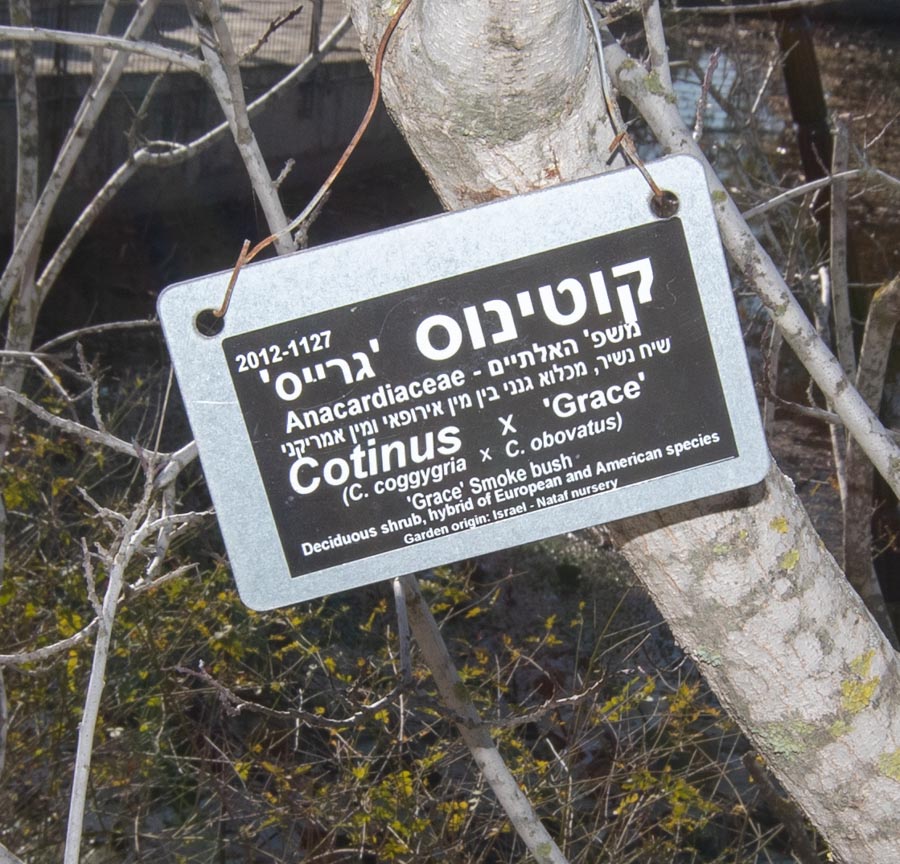 2012-1127
קוטינוס 'גרייס'
Anacardiaceae - משפ' האלתיים
שיח נשיר, מכלוא גנני בין מין אירופאי ומין אמריקני
Cotinus x 'Grace'
(C. coggygria x C. obovatus)
'Grace' Smoke bush
Deciduous shrub, hybrid of European and American species
Garden origin: Israel - Nataf nursery